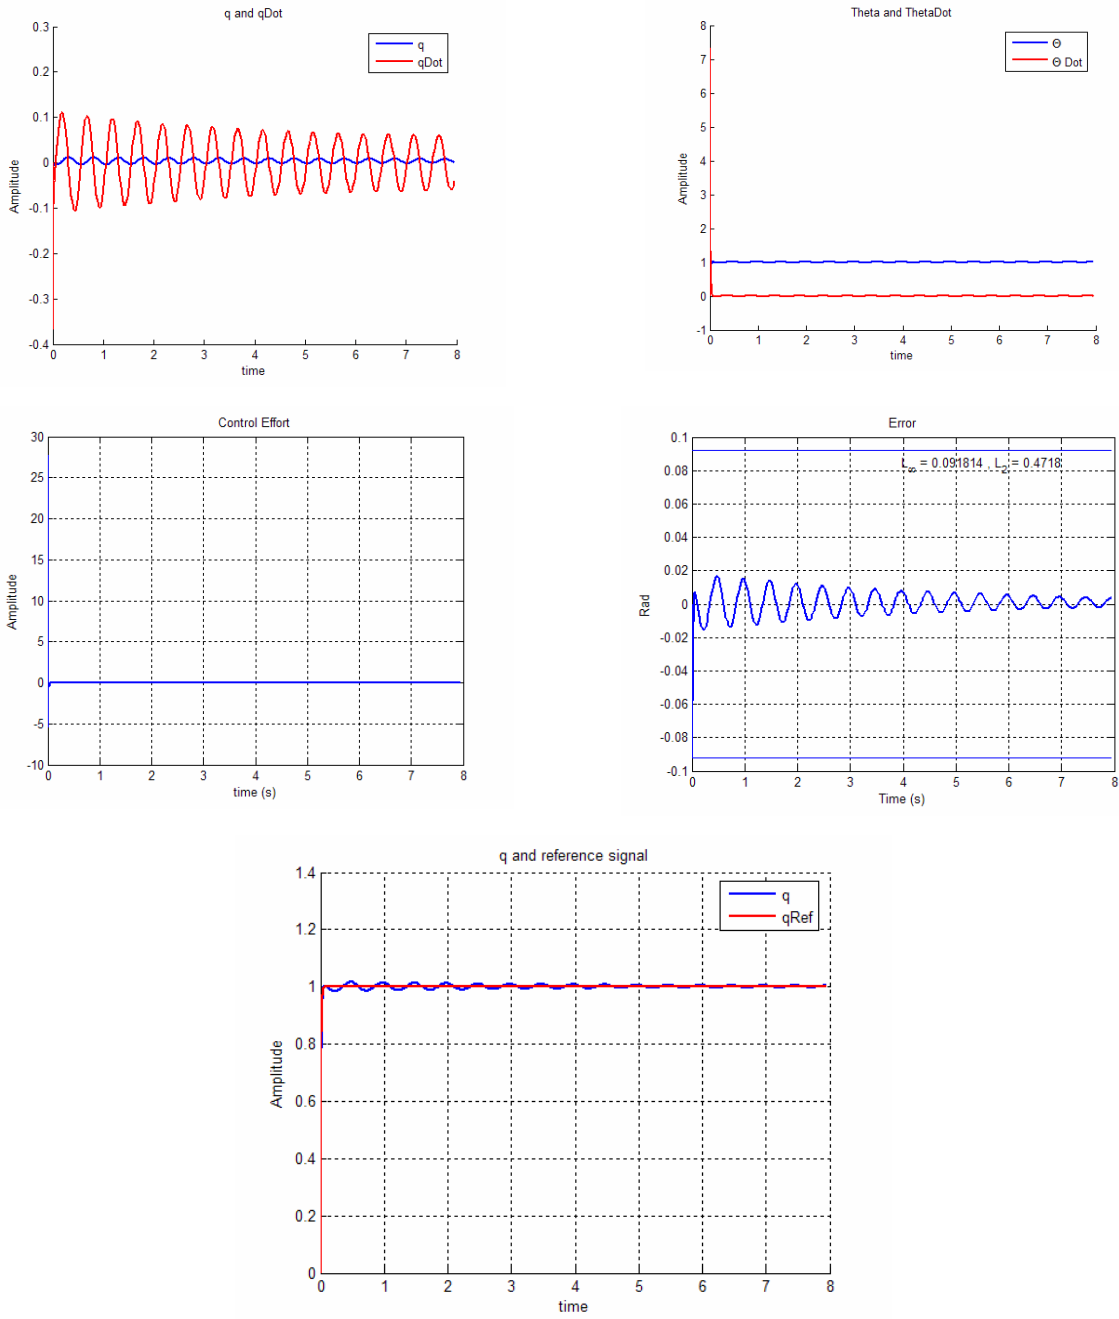 q and qDot
0.3
0.2
0.1
0
-0.1
-0.2
-0.3
-0.4
Amplitude
q
qDot
0 1 2 3 4 5 6 7 8
time
Theta and ThetaDot
8
7
6
5
4
3
2
1
0
-1
Amplitude
Θ
Θ Dot
0 1 2 3 4 5 6 7 8
time
Control Effort
30
25
20
15
10
5
0
-5
-10
Amplitude
0 1 2 3 4 5 6 7 8
time (s)
Error
0.1
0.08
0.06
0.04
0.02
0
-0.02
-0.04
-0.06
-0.08
-0.1
Rad
L∞ = 0.091814 , L2 = 0.4718
0 1 2 3 4 5 6 7 8
Time (s)
q and reference signal
1.4
1.2
1
0.8
0.6
0.4
0.2
0
Amplitude
q
qRef
0 1 2 3 4 5 6 7 8
time